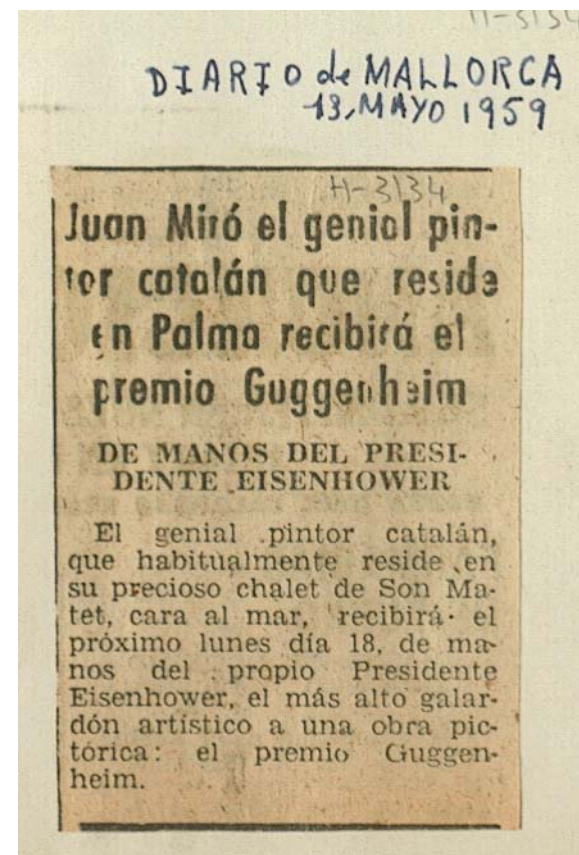 H-3134
DIARIO de MALLORCA
13, MAYO 1959
H-3134
Juan Miró el genial pin-
tor catalán que reside
en Palma recibirá el
premio Guggenheim
DE MANOS DEL PRESI-
DENTE EISENHOWER
El genial pintor catalán,
que habitualmente reside en
su precioso chalet de Son Ma-
tet, cara al mar, recibirá el
próximo lunes día 18, de ma-
nos del propio Presidente
Eisenhower, el más alto galar-
dón artístico a una obra pic-
tórica: el premio Guggen-
heim.